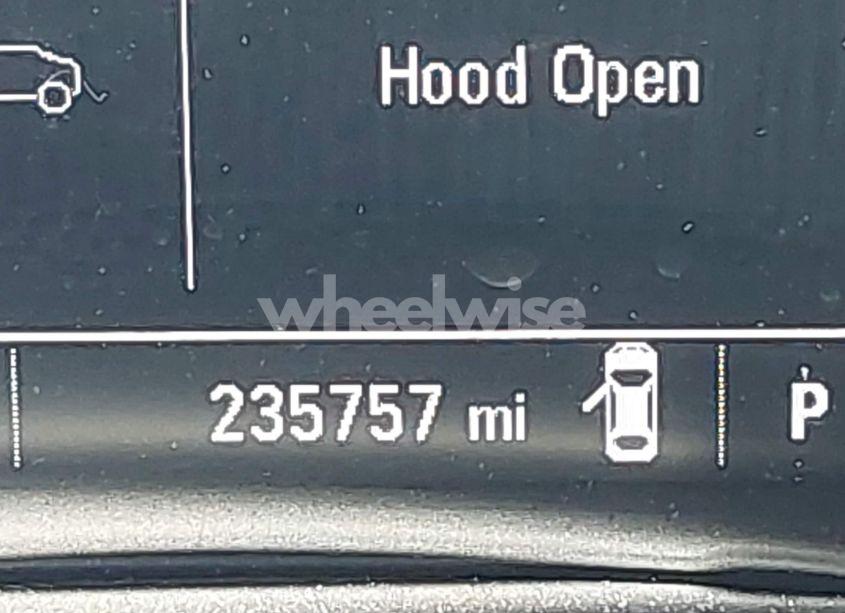 Hood Open
wheelwise
235757 mi
P